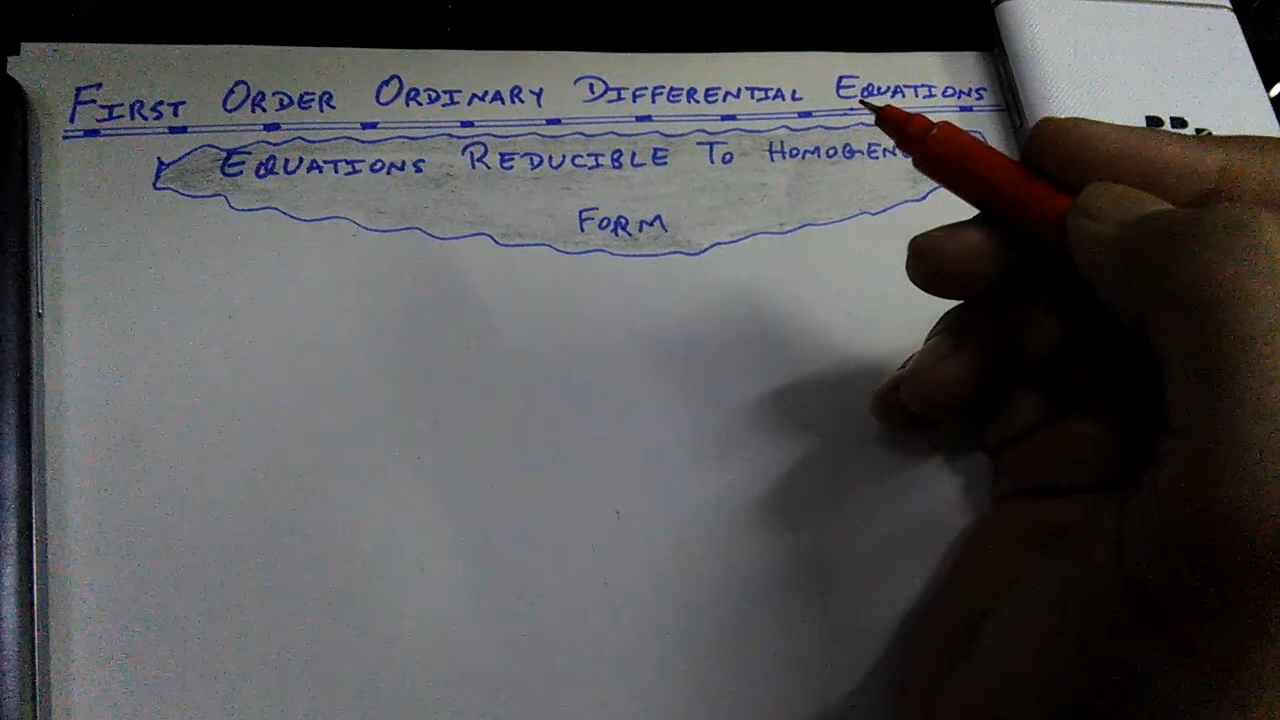 FIRST ORDER ORDINARY DIFFERENTIAL EQUATIONS
EQUATIONS REDUCIBLE TO
FORM